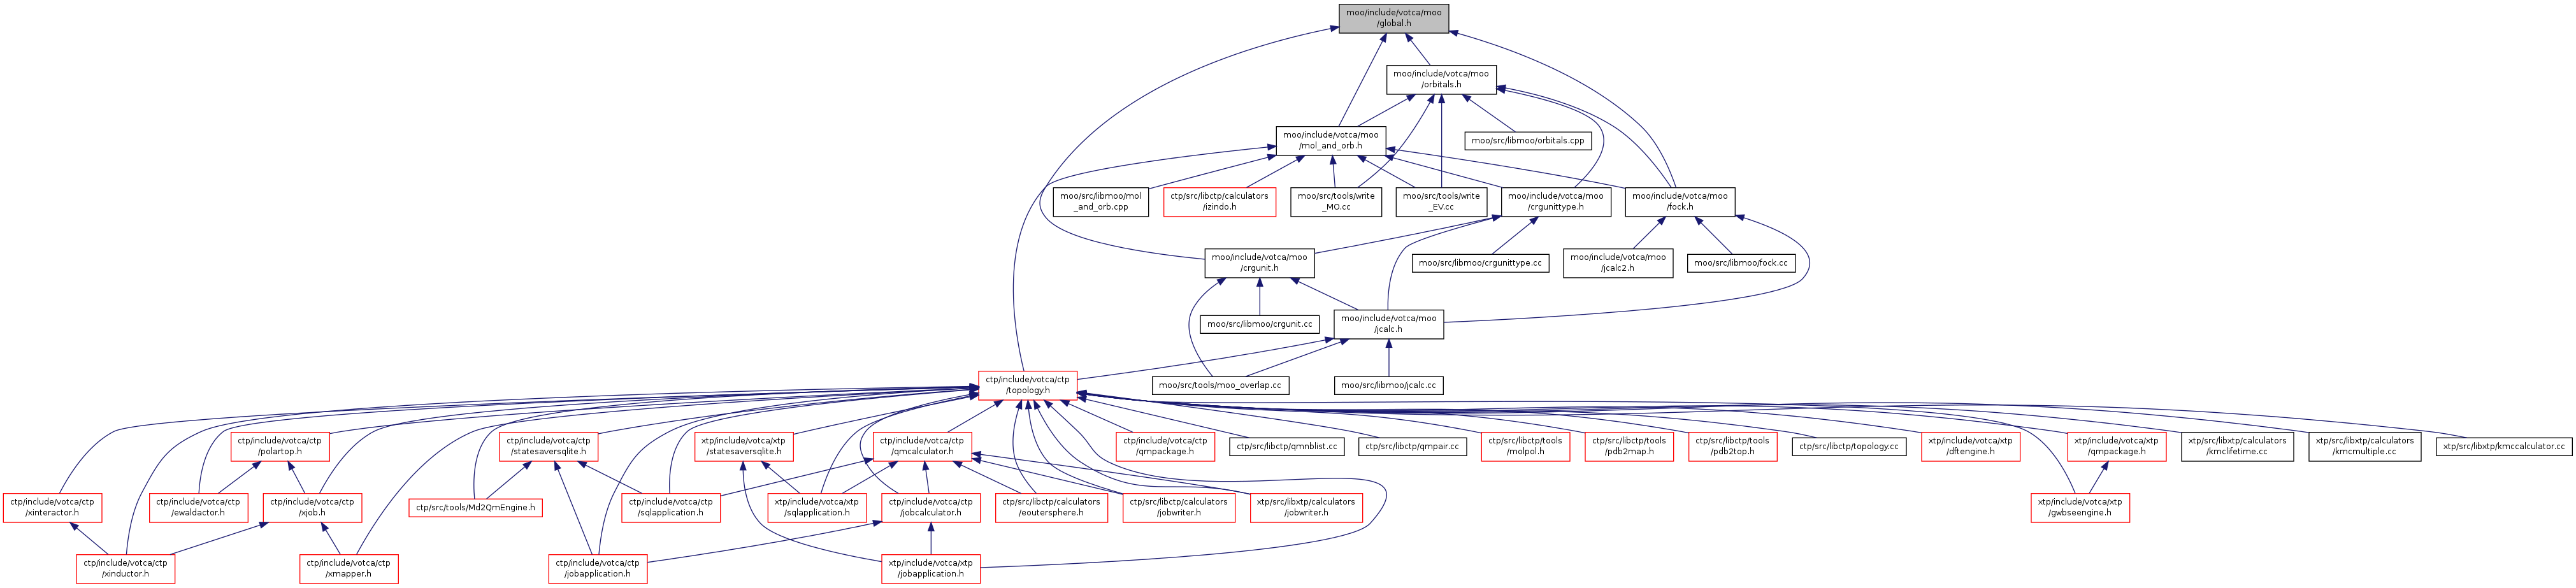 moo/include/votca/moo
/global.h
moo/include/votca/moo
/orbitals.h
moo/include/votca/moo
/mol_and_orb.h
moo/src/libmoo/orbitals.cpp
moo/src/libmoo/mol
_and_orb.cpp
ctp/src/libctp/calculators
/izindo.h
moo/src/tools/write
_MO.cc
moo/src/tools/write
_EV.cc
moo/include/votca/moo
/crgunittype.h
moo/include/votca/moo
/fock.h
moo/include/votca/moo
/crgunit.h
moo/src/libmoo/crgunittype.cc
moo/include/votca/moo
/jcalc2.h
moo/src/libmoo/fock.cc
moo/src/libmoo/crgunit.cc
moo/include/votca/moo
/jcalc.h
ctp/include/votca/ctp
/topology.h
moo/src/tools/moo_overlap.cc
moo/src/libmoo/jcalc.cc
ctp/include/votca/ctp
/polartop.h
ctp/include/votca/ctp
/statesaversqlite.h
xtp/include/votca/xtp
/statesaversqlite.h
ctp/include/votca/ctp
/qmcalculator.h
ctp/include/votca/ctp
/qmpackage.h
ctp/src/libctp/qmnblist.cc
ctp/src/libctp/qmpair.cc
ctp/src/libctp/tools
/molpol.h
ctp/src/libctp/tools
/pdb2map.h
ctp/src/libctp/tools
/pdb2top.h
ctp/src/libctp/topology.cc
xtp/include/votca/xtp
/dftengine.h
xtp/include/votca/xtp
/qmpackage.h
xtp/src/libxtp/calculators
/kmclifetime.cc
xtp/src/libxtp/calculators
/kmcmultiple.cc
xtp/src/libxtp/kmccalculator.cc
ctp/include/votca/ctp
/xinteractor.h
ctp/include/votca/ctp
/ewaldactor.h
ctp/include/votca/ctp
/xjob.h
ctp/src/tools/Md2QmEngine.h
ctp/include/votca/ctp
/sqlapplication.h
xtp/include/votca/xtp
/sqlapplication.h
ctp/include/votca/ctp
/jobcalculator.h
ctp/src/libctp/calculators
/eoutersphere.h
ctp/src/libctp/calculators
/jobwriter.h
xtp/src/libxtp/calculators
/jobwriter.h
xtp/include/votca/xtp
/gwbseengine.h
ctp/include/votca/ctp
/xinductor.h
ctp/include/votca/ctp
/xmapper.h
ctp/include/votca/ctp
/jobapplication.h
xtp/include/votca/xtp
/jobapplication.h